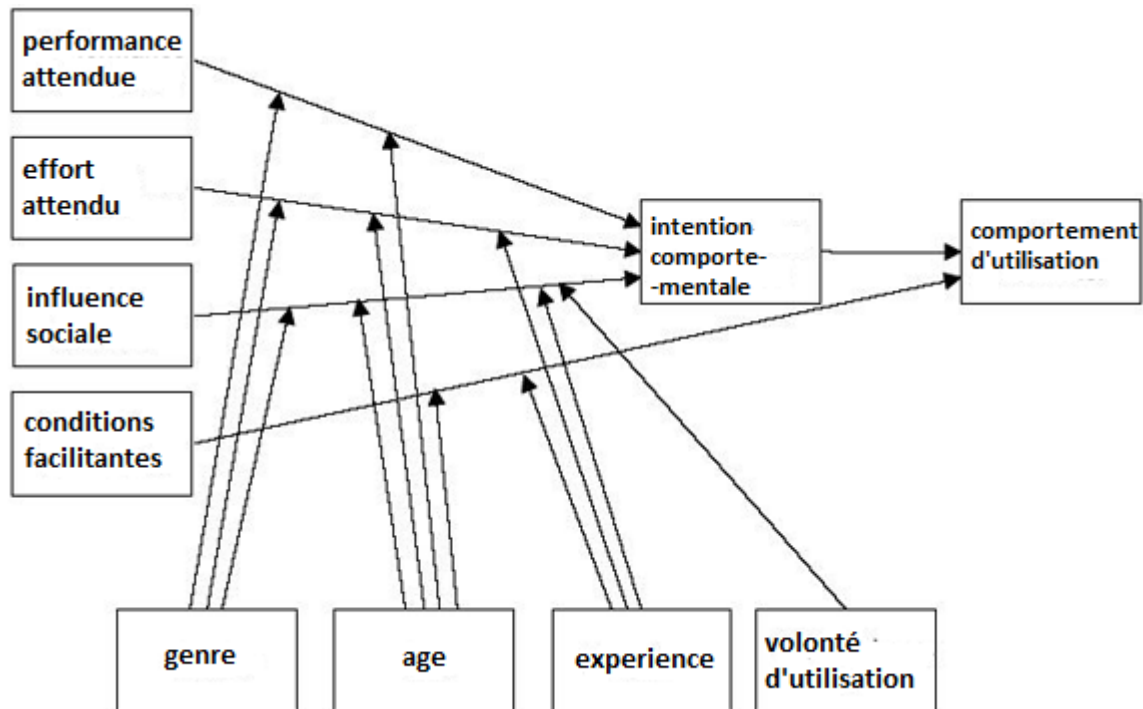 performance
attendue
effort
attendu
influence
sociale
conditions
facilitantes
intention
comporte-
-mentale
comportement
d'utilisation
genre
age
experience
volonté
d'utilisation